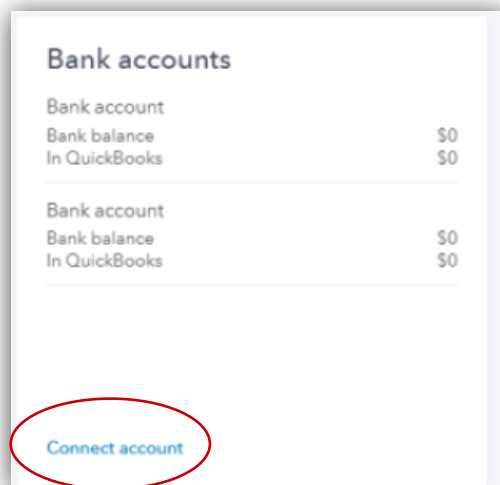 Bank accounts
Bank account
Bank balance $0
In QuickBooks $0
Bank account
Bank balance $0
In QuickBooks $0
Connect account